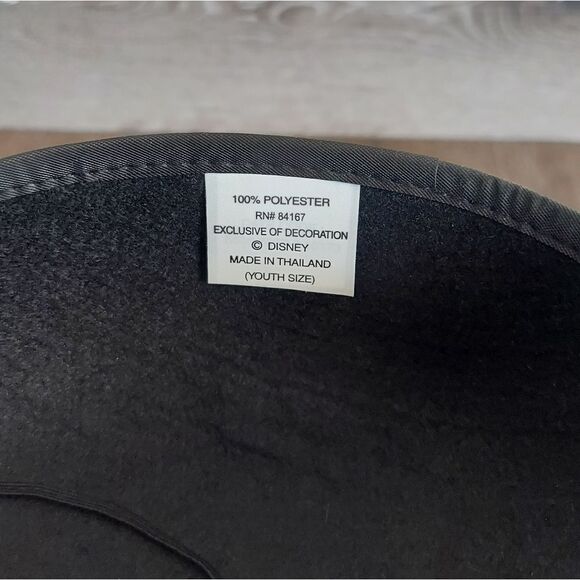 100% POLYESTER
RN# 84167
EXCLUSIVE OF DECORATION
© DISNEY
MADE IN THAILAND
(YOUTH SIZE)